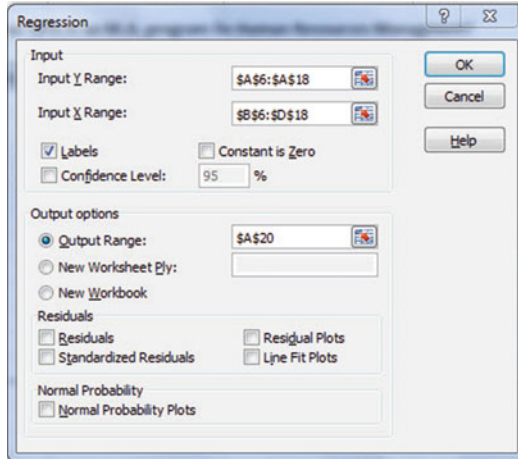 Regression
Input
Input Y Range:
$A$6:$A$18
Input X Range:
$B$6:$D$18
Labels
Constant is Zero
Confidence Level:
95 %
Output options
Output Range:
$A$20
New Worksheet Ply:
New Workbook
Residuals
Residuals
Residual Plots
Standardized Residuals
Line Fit Plots
Normal Probability
Normal Probability Plots
OK
Cancel
Help